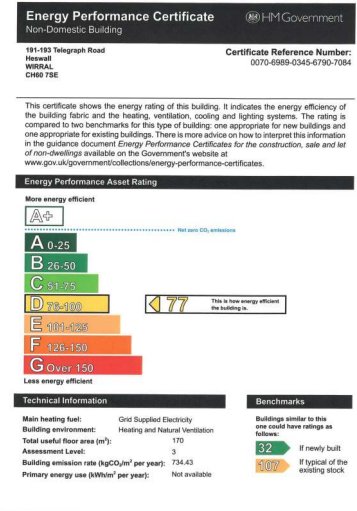 Energy Performance Certificate
HM Government
Non-Domestic Building
191-193 Telegraph Road
Heswall
WIRRAL
CH60 7SE
Certificate Reference Number:
0070-6989-0345-6790-7084
This certificate shows the energy rating of this building. It indicates the energy efficiency of
the building fabric and the heating, ventilation, cooling and lighting systems. The rating is
compared to two benchmarks for this type of building: one appropriate for new buildings and
one appropriate for existing buildings. There is more advice on how to interpret this information
in the guidance document Energy Performance Certificates for the construction, sale and let
of non-dwellings available on the Government's website at
www.gov.uk/government/collections/energy-performance-certificates.
Energy Performance Asset Rating
More energy efficient
A+
Net zero CO₂ emissions
A 0-25
B 26-50
C 51-75
D 76-100
77
This is how energy efficient
the building is.
E 101-125
F 126-150
G Over 150
Less energy efficient
Technical Information
Main heating fuel: Grid Supplied Electricity
Building environment: Heating and Natural Ventilation
Total useful floor area (m²): 170
Assessment Level: 3
Building emission rate (kgCO₂/m² per year): 734.43
Primary energy use (kWh/m² per year): Not available
Benchmarks
Buildings similar to this
one could have ratings as
follows:
32 If newly built
107 If typical of the
existing stock